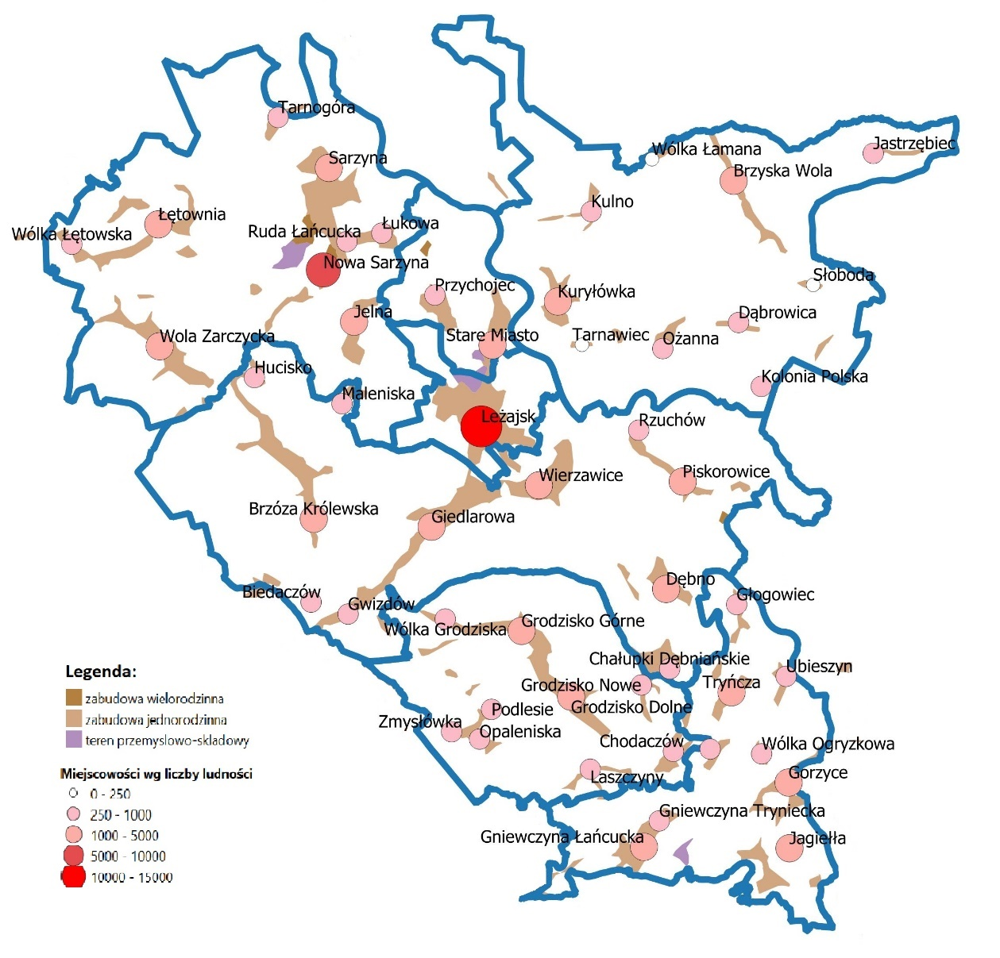 Tarnogóra
Wólka Łamana
Jastrzębiec
Sarzyna
Brzyska Wola
Kulno
Łętownia
Łukowa
Ruda Łańcucka
Wólka Łętowska
Nowa Sarzyna
Słoboda
Przychojec
Kuryłówka
Jelna
Dąbrowica
Wola Zarczycka
Stare Miasto
Tarnawiec
Ożanna
Hucisko
Kolonia Polska
Maleniska
Leżajsk
Rzuchów
Wierzawice
Piskorowice
Brzóza Królewska
Giedlarowa
Dębno
Biedaczów
Głogowiec
Gwizdów
Grodzisko Górne
Wólka Grodziska
Chałupki Dębniańskie
Ubieszyn
Grodzisko Nowe
Tryńcza
Podlesie
Grodzisko Dolne
Zmysłówka
Opaleniska
Chodaczów
Wólka Ogryzkowa
Laszczyny
Gorzyce
Gniewczyna Tryniecka
Gniewczyna Łańcucka
Jagiełła
Legenda:
zabudowa wielorodzinna
zabudowa jednorodzinna
teren przemysłowo-składowy
Miejscowości wg liczby ludności
0 - 250
250 - 1000
1000 - 5000
5000 - 10000
10000 - 15000